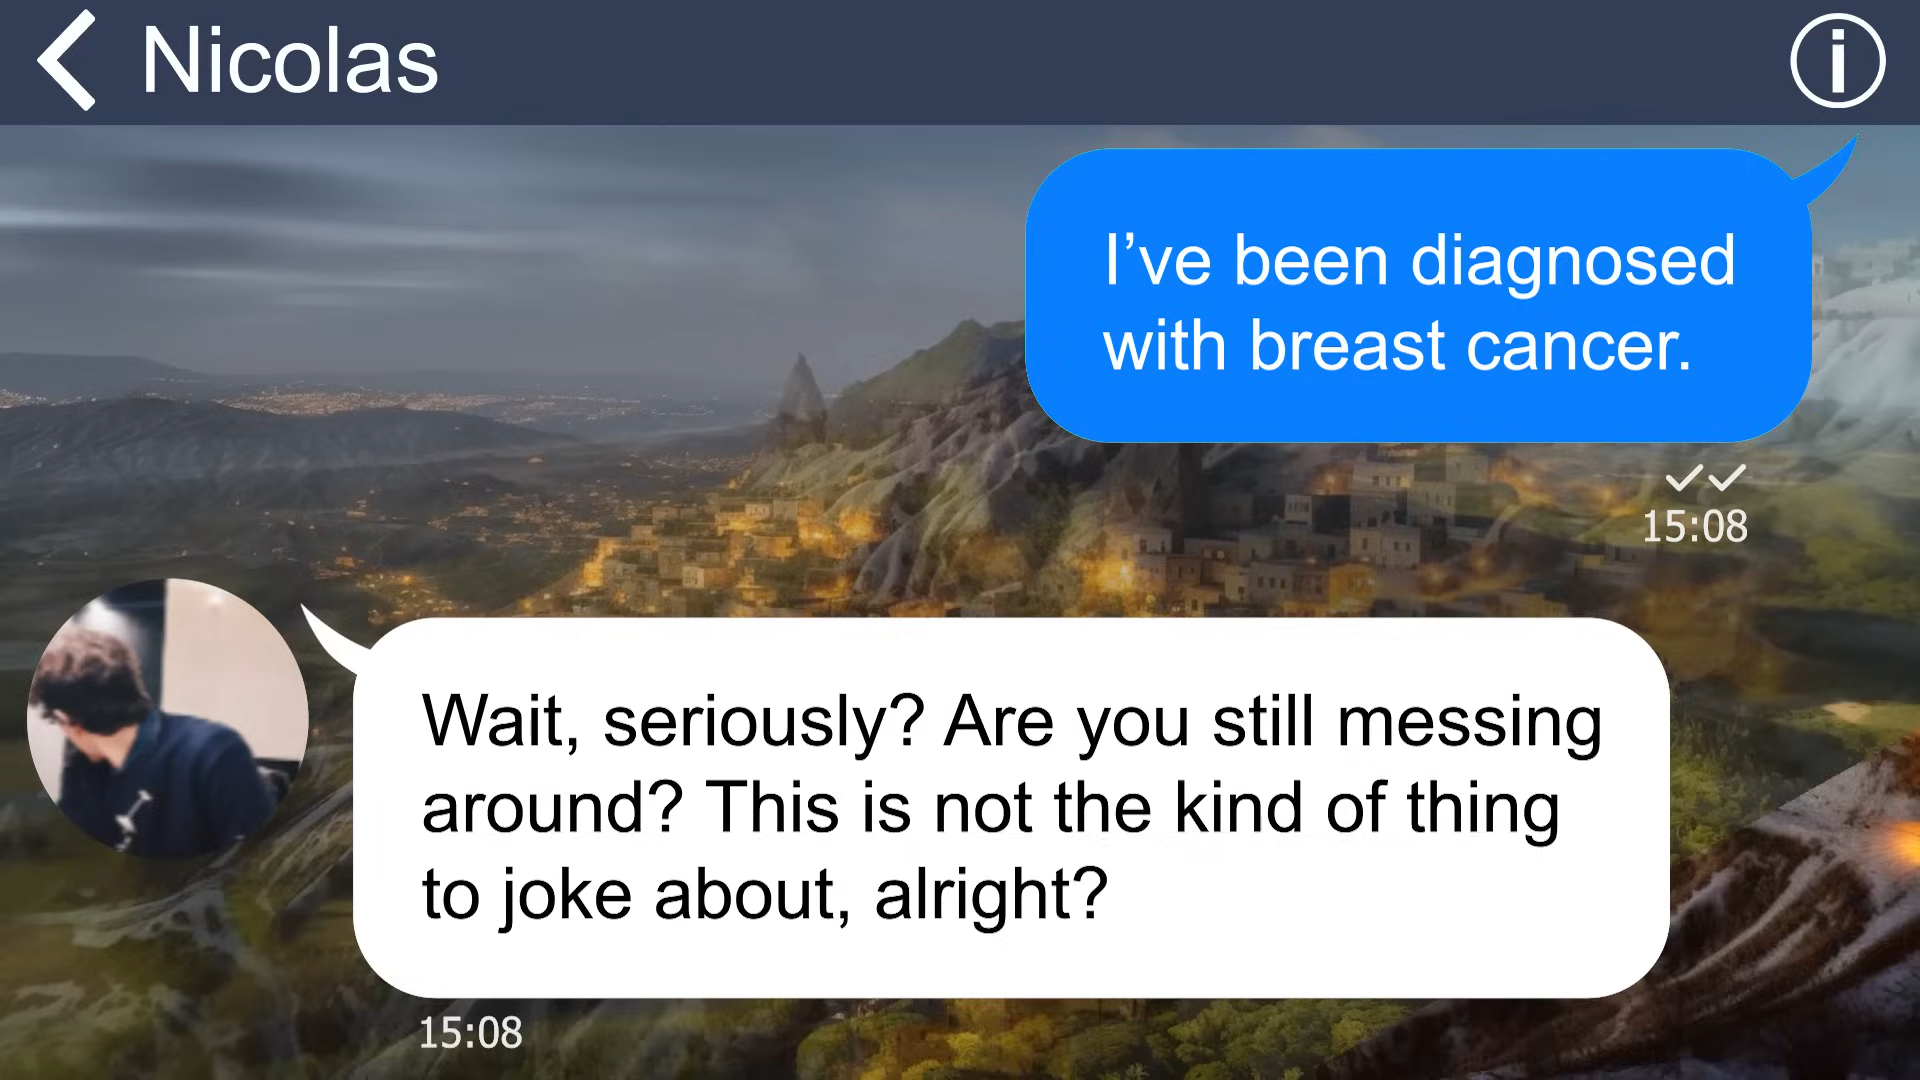 Nicolas
I’ve been diagnosed
with breast cancer.
15:08
Wait, seriously? Are you still messing
around? This is not the kind of thing
to joke about, alright?
15:08